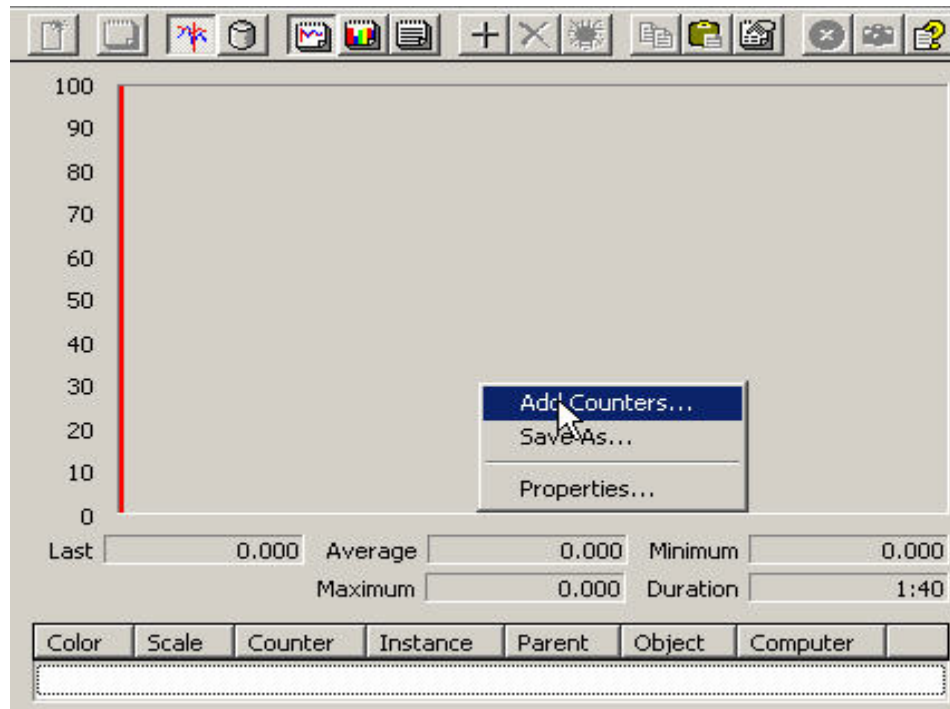 100
90
80
70
60
50
40
30
Add Counters...
20
Save As...
10
Properties...
0
Last 0.000 Average 0.000 Minimum 0.000
Maximum 0.000 Duration 1:40
Color Scale Counter Instance Parent Object Computer